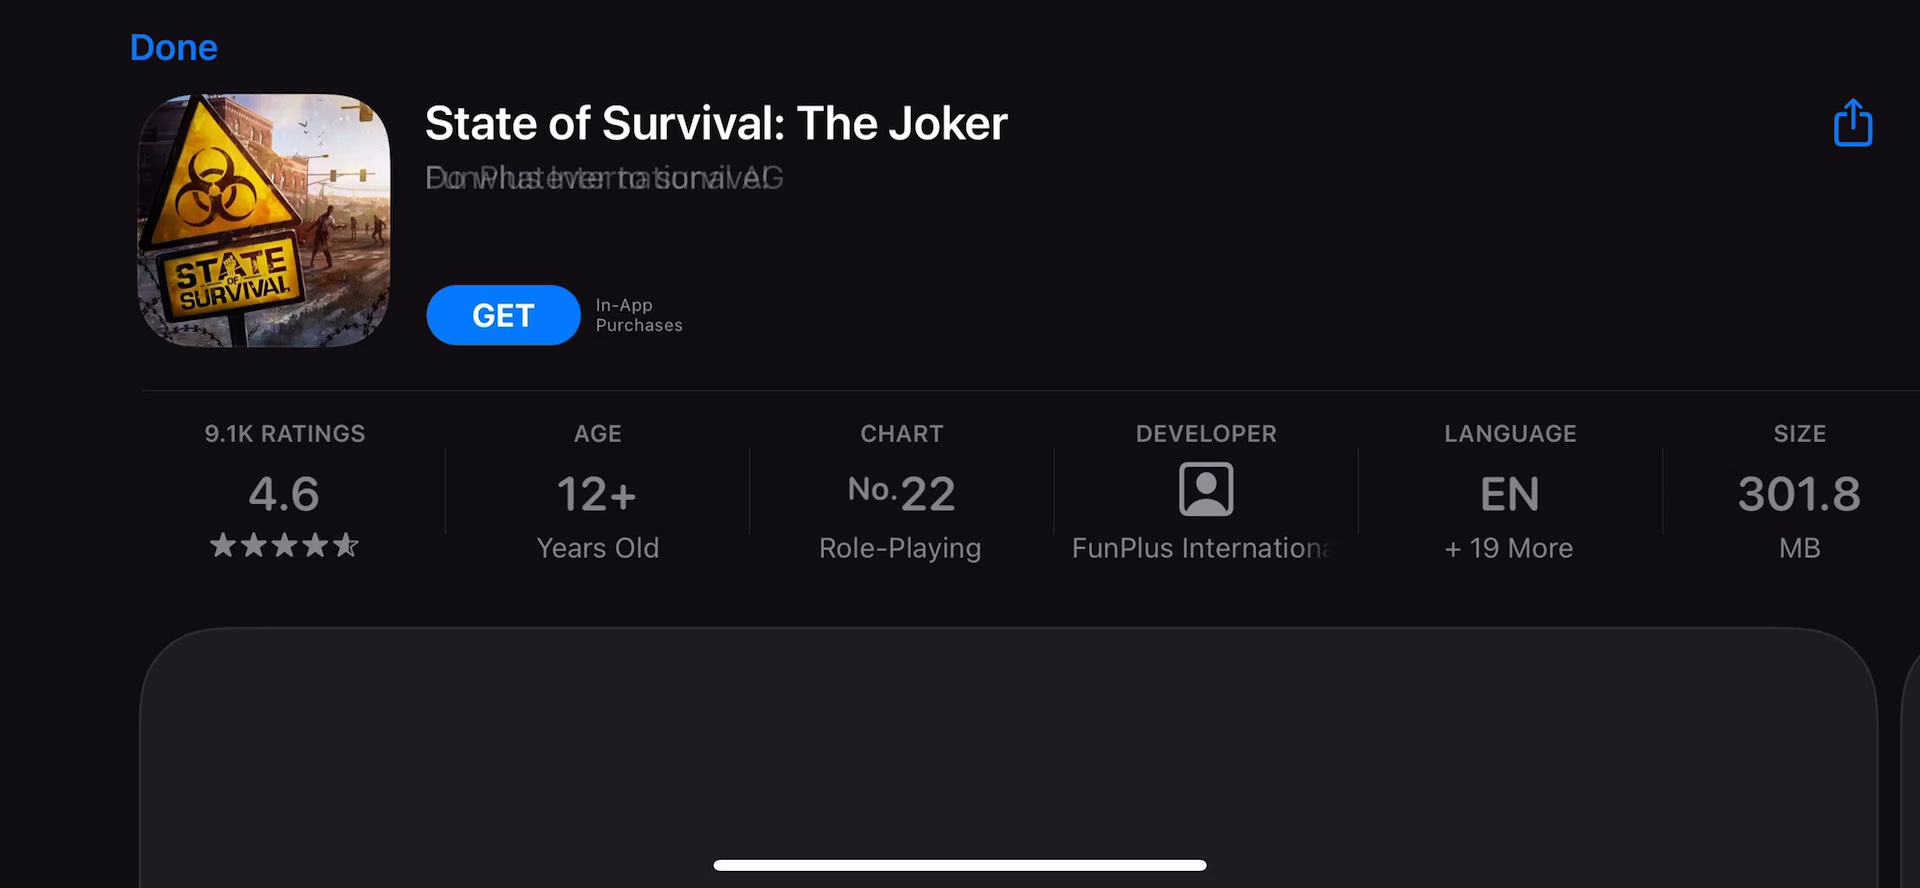 Done
State of Survival: The Joker
GET
In-App
Purchases
STATE
OF
SURVIVAL
9.1K RATINGS
4.6
AGE
12+
Years Old
CHART
No.22
Role-Playing
DEVELOPER
FunPlus Internationa
LANGUAGE
EN
+ 19 More
SIZE
301.8
MB